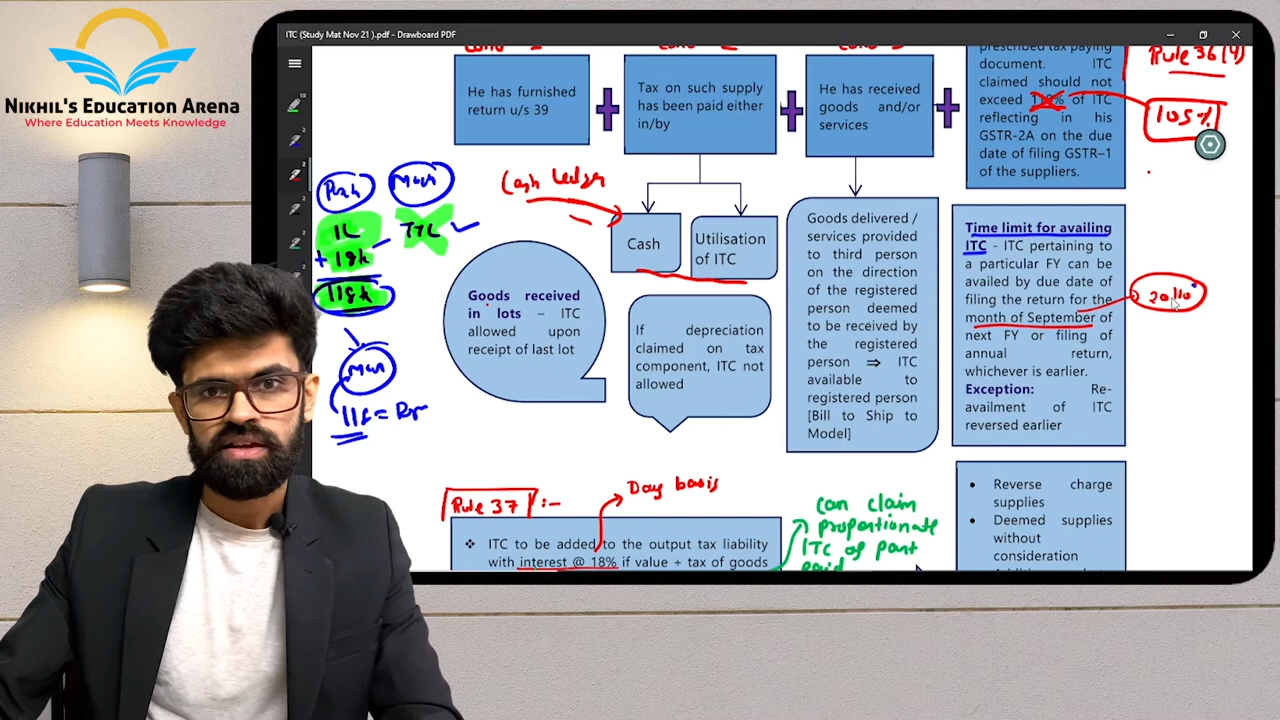 NIKHIL'S EDUCATION ARENA
Where Education Meets Knowledge
ITC (Study Mat Nov 21 ).pdf - Drawboard PDF
He has furnished
return u/s 39
Tax on such supply
has been paid either
in/by
He has received
goods and/or
services
prescribed tax paying
document. ITC
claimed should not
exceed of ITC
reflecting in his
GSTR-2A on the due
date of filing GSTR–1
of the suppliers.
Rule 36(4)
105%
Cash Ledger
Cash
Utilisation
of ITC
1L
+ 18k
118k
ITC
Goods received
in lots – ITC
allowed upon
receipt of last lot
If depreciation
claimed on tax
component, ITC not
allowed
Goods delivered /
services provided
to third person
on the direction
of the registered
person deemed
to be received by
the registered
person ⇒ ITC
available to
registered person
[Bill to Ship to
Model]
Time limit for availing
ITC - ITC pertaining to
a particular FY can be
availed by due date of
filing the return for the
month of September of
next FY or filing of
annual return,
whichever is earlier.
Exception: Re-
availment of ITC
reversed earlier
20/10
Rule 37 :-
Day basis
❖ ITC to be added to the output tax liability
with interest @ 18% if value + tax of goods
can claim
proportionate
ITC of part
paid
• Reverse charge
supplies
• Deemed supplies
without
consideration